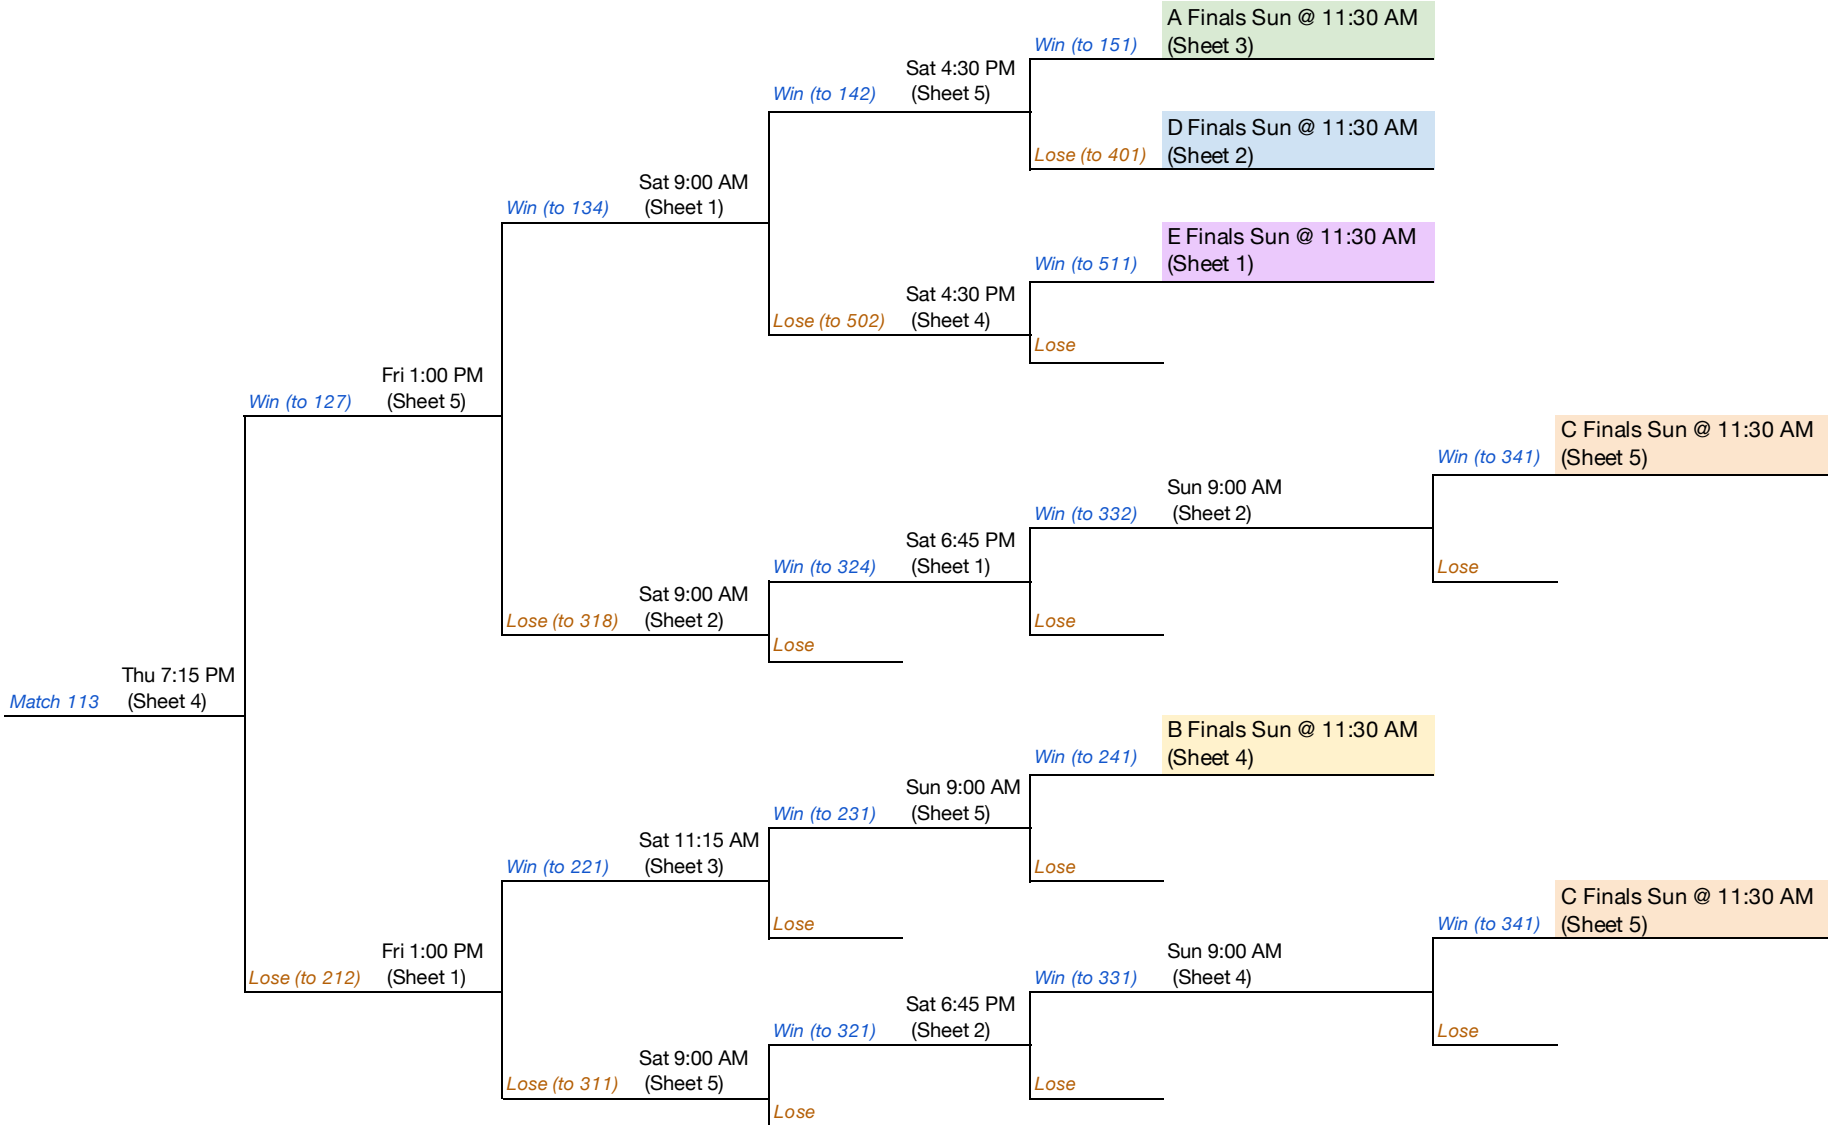 A Finals Sun @ 11:30 AM
Win (to 151)
(Sheet 3)
Sat 4:30 PM
Win (to 142)
(Sheet 5)
D Finals Sun @ 11:30 AM
Lose (to 401)
(Sheet 2)
Sat 9:00 AM
Win (to 134)
(Sheet 1)
E Finals Sun @ 11:30 AM
Win (to 511)
(Sheet 1)
Sat 4:30 PM
Lose (to 502)
(Sheet 4)
Lose
Fri 1:00 PM
Win (to 127)
(Sheet 5)
C Finals Sun @ 11:30 AM
Win (to 341)
(Sheet 5)
Sun 9:00 AM
Win (to 332)
(Sheet 2)
Sat 6:45 PM
Win (to 324)
(Sheet 1)
Lose
Sat 9:00 AM
Lose (to 318)
(Sheet 2)
Lose
Lose
Thu 7:15 PM
Match 113
(Sheet 4)
B Finals Sun @ 11:30 AM
Win (to 241)
(Sheet 4)
Sun 9:00 AM
Win (to 231)
(Sheet 5)
Sat 11:15 AM
Win (to 221)
(Sheet 3)
Lose
Lose
C Finals Sun @ 11:30 AM
Win (to 341)
(Sheet 5)
Fri 1:00 PM
Lose (to 212)
(Sheet 1)
Sun 9:00 AM
Win (to 331)
(Sheet 4)
Sat 6:45 PM
Win (to 321)
(Sheet 2)
Lose
Sat 9:00 AM
Lose (to 311)
(Sheet 5)
Lose
Lose